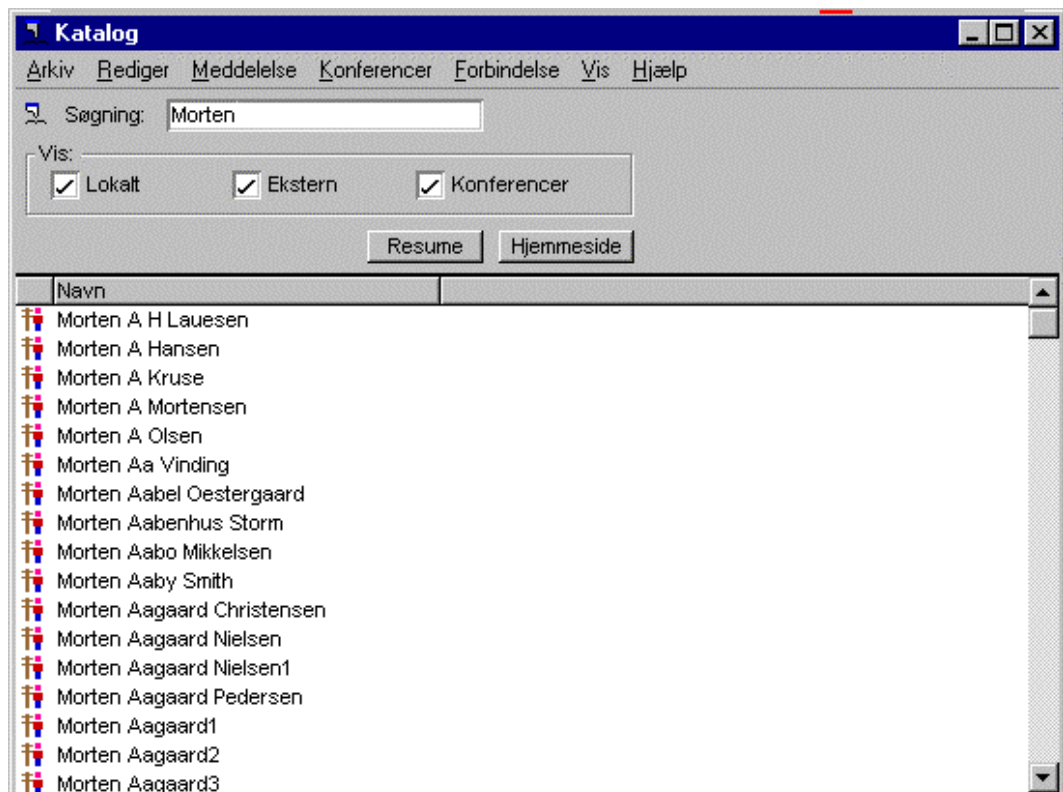 Katalog
Arkiv Rediger Meddelelse Konferencer Forbindelse Vis Hjælp
Søgning: Morten
Vis:
Lokalt Ekstern Konferencer
Resume Hjemmeside
Navn
Morten A H Lauesen
Morten A Hansen
Morten A Kruse
Morten A Mortensen
Morten A Olsen
Morten Aa Vinding
Morten Aabel Oestergaard
Morten Aabenhus Storm
Morten Aabo Mikkelsen
Morten Aaby Smith
Morten Aagaard Christensen
Morten Aagaard Nielsen
Morten Aagaard Nielsen1
Morten Aagaard Pedersen
Morten Aagaard1
Morten Aagaard2
Morten Aagaard3